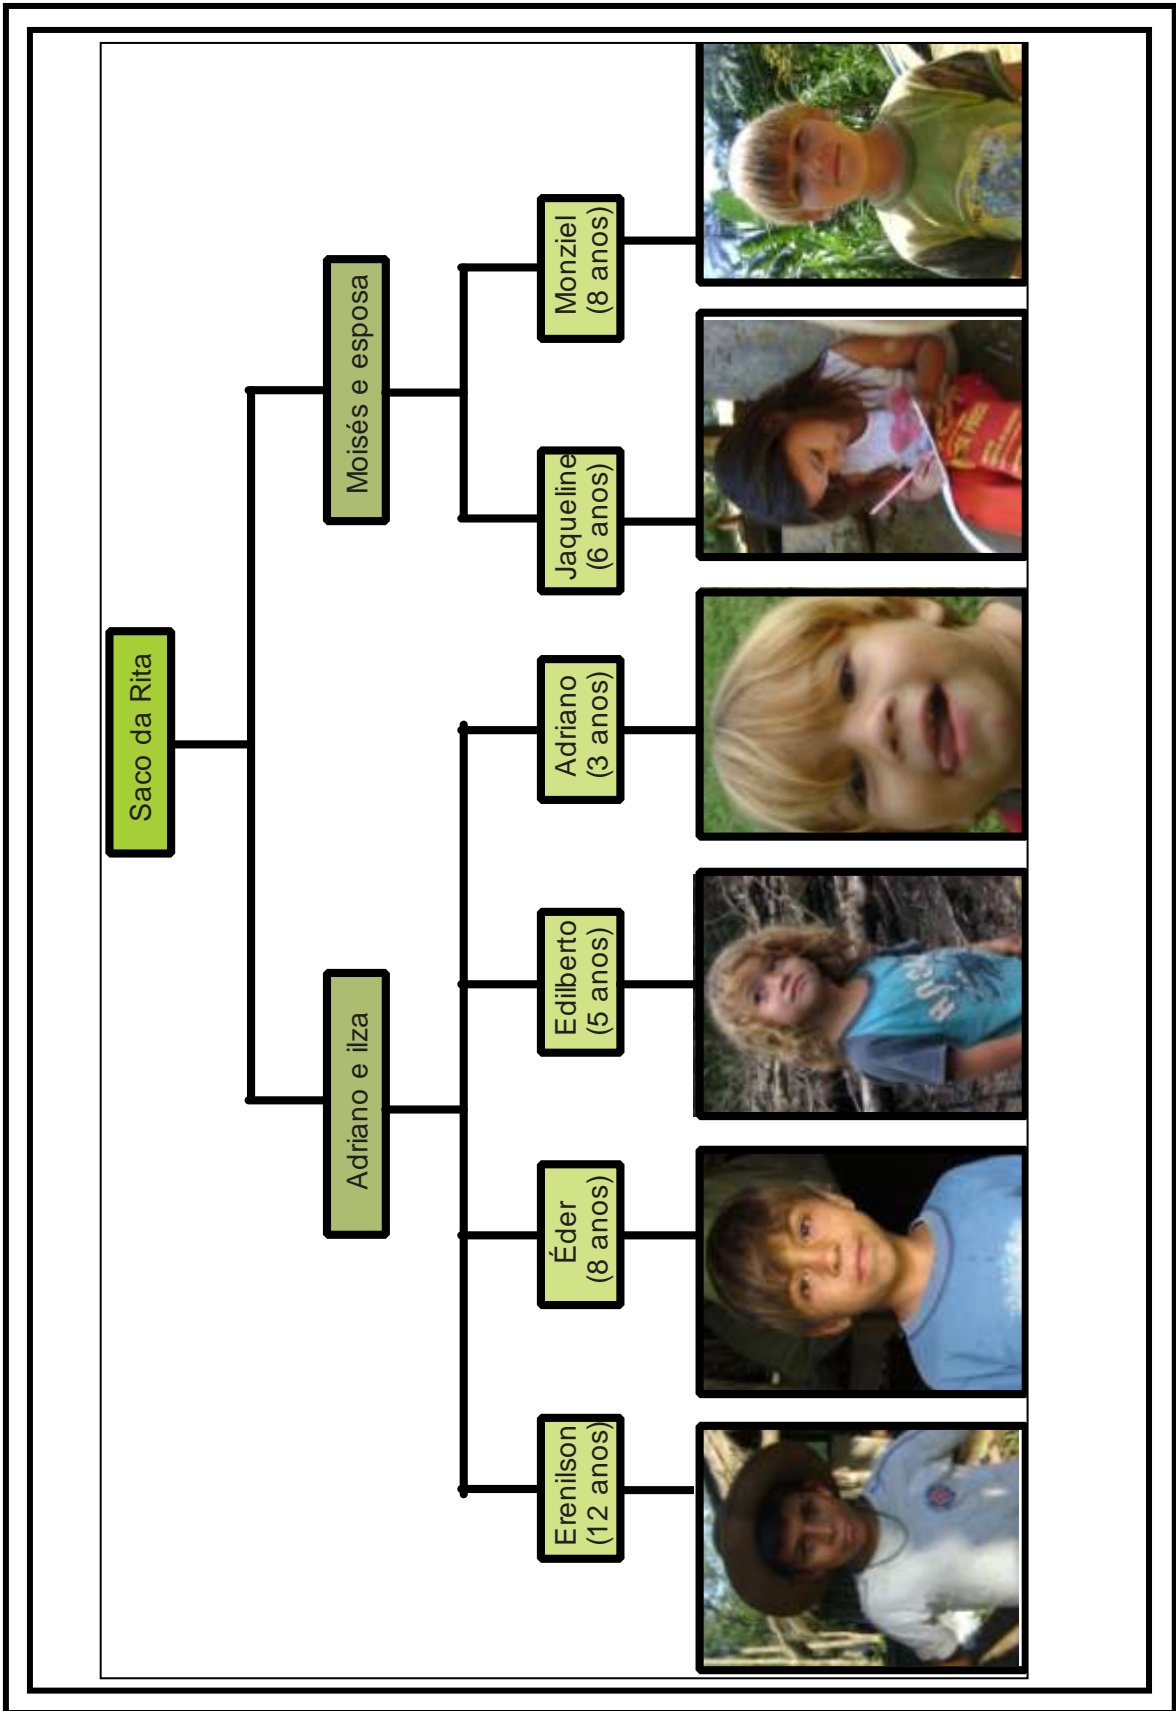 Saco da Rita
Adriano e ilza
Moisés e esposa
Erenilson
(12 anos)
Éder
(8 anos)
Edilberto
(5 anos)
Adriano
(3 anos)
Jaqueline
(6 anos)
Monziel
(8 anos)